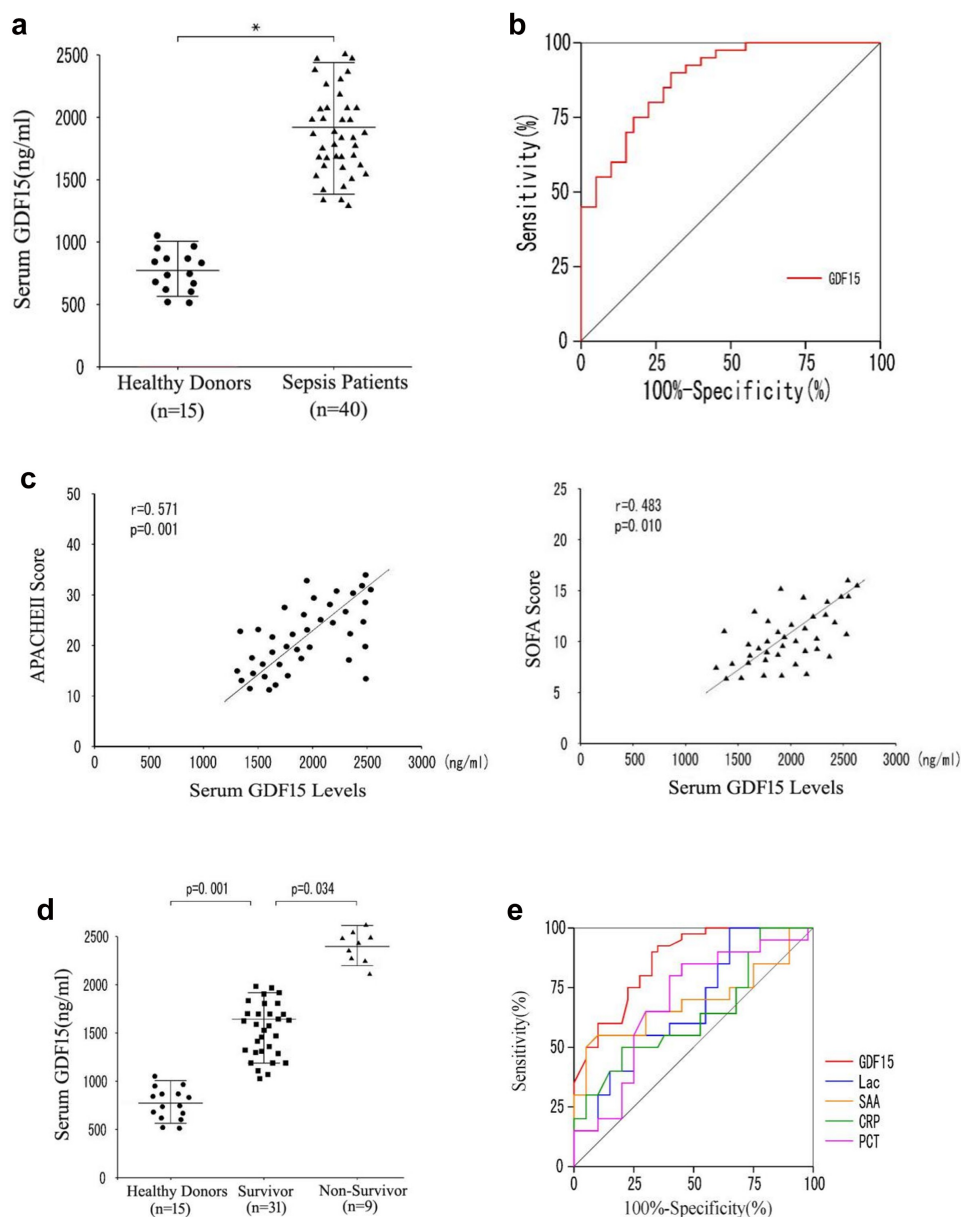 a
*
Serum GDF15(ng/ml)
2500
2000
1500
1000
500
0
Healthy Donors
(n=15)
Sepsis Patients
(n=40)
b
Sensitivity(%)
100
75
50
25
0
GDF15
0 25 50 75 100
100%-Specificity(%)
c
r=0.571
p=0.001
APACHEII Score
50
40
30
20
10
0
0 500 1000 1500 2000 2500 3000 (ng/ml)
Serum GDF15 Levels
r=0.483
p=0.010
SOFA Score
25
20
15
10
5
0
0 500 1000 1500 2000 2500 3000 (ng/ml)
Serum GDF15 Levels
d
p=0.001 p=0.034
Serum GDF15(ng/ml)
2500
2000
1500
1000
500
0
Healthy Donors
(n=15)
Survivor
(n=31)
Non-Survivor
(n=9)
e
Sensitivity(%)
100
75
50
25
0
GDF15
Lac
SAA
CRP
PCT
0 25 50 75 100
100%-Specificity(%)